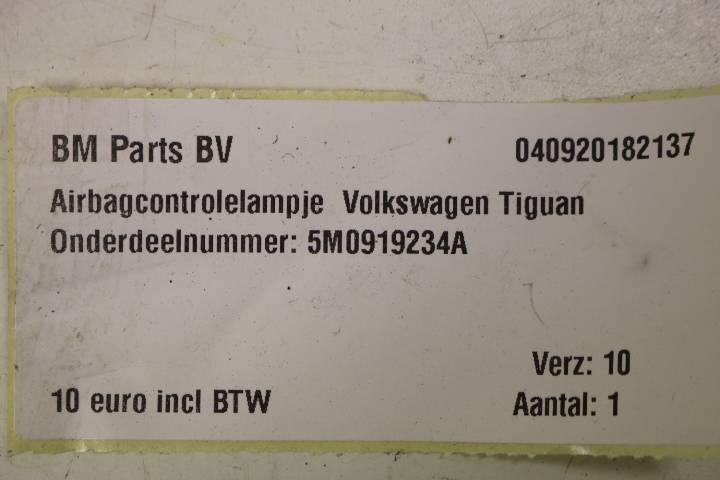 BM Parts BV 040920182137
Airbagcontrolelampje Volkswagen Tiguan
Onderdeelnummer: 5M0919234A
Verz: 10
10 euro incl BTW Aantal: 1